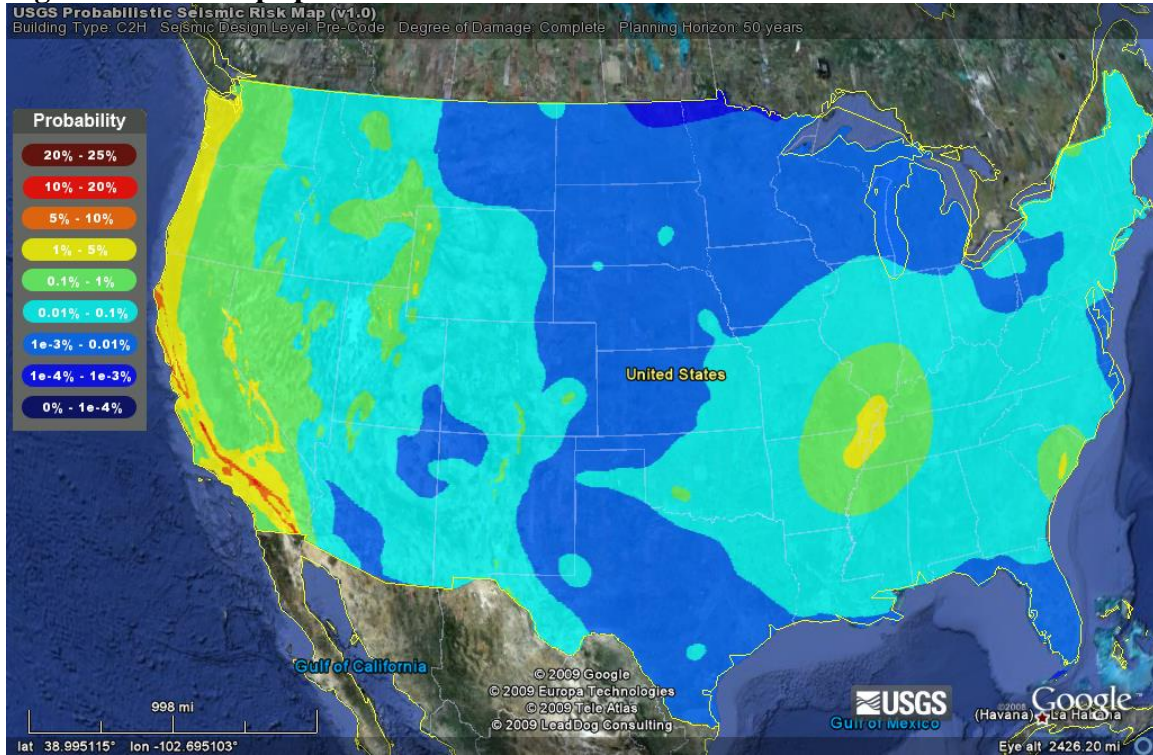 USGS Probabilistic Seismic Risk Map (v1.0)
Building Type: C2H Seismic Design Level: Pre-Code Degree of Damage: Complete Planning Horizon: 50 years
Probability
20% - 25%
10% - 20%
5% - 10%
1% - 5%
0.1% - 1%
0.01% - 0.1%
1e-3% - 0.01%
1e-4% - 1e-3%
0% - 1e-4%
United States
Gulf of California
© 2009 Google
© 2009 Europa Technologies
© 2009 Tele Atlas
© 2009 LeadDog Consulting
USGS
Gulf of Mexico
©2008 Google
(Havana) La Habana
998 mi
lat 38.995115° lon -102.695103°
Eye alt 2426.20 mi